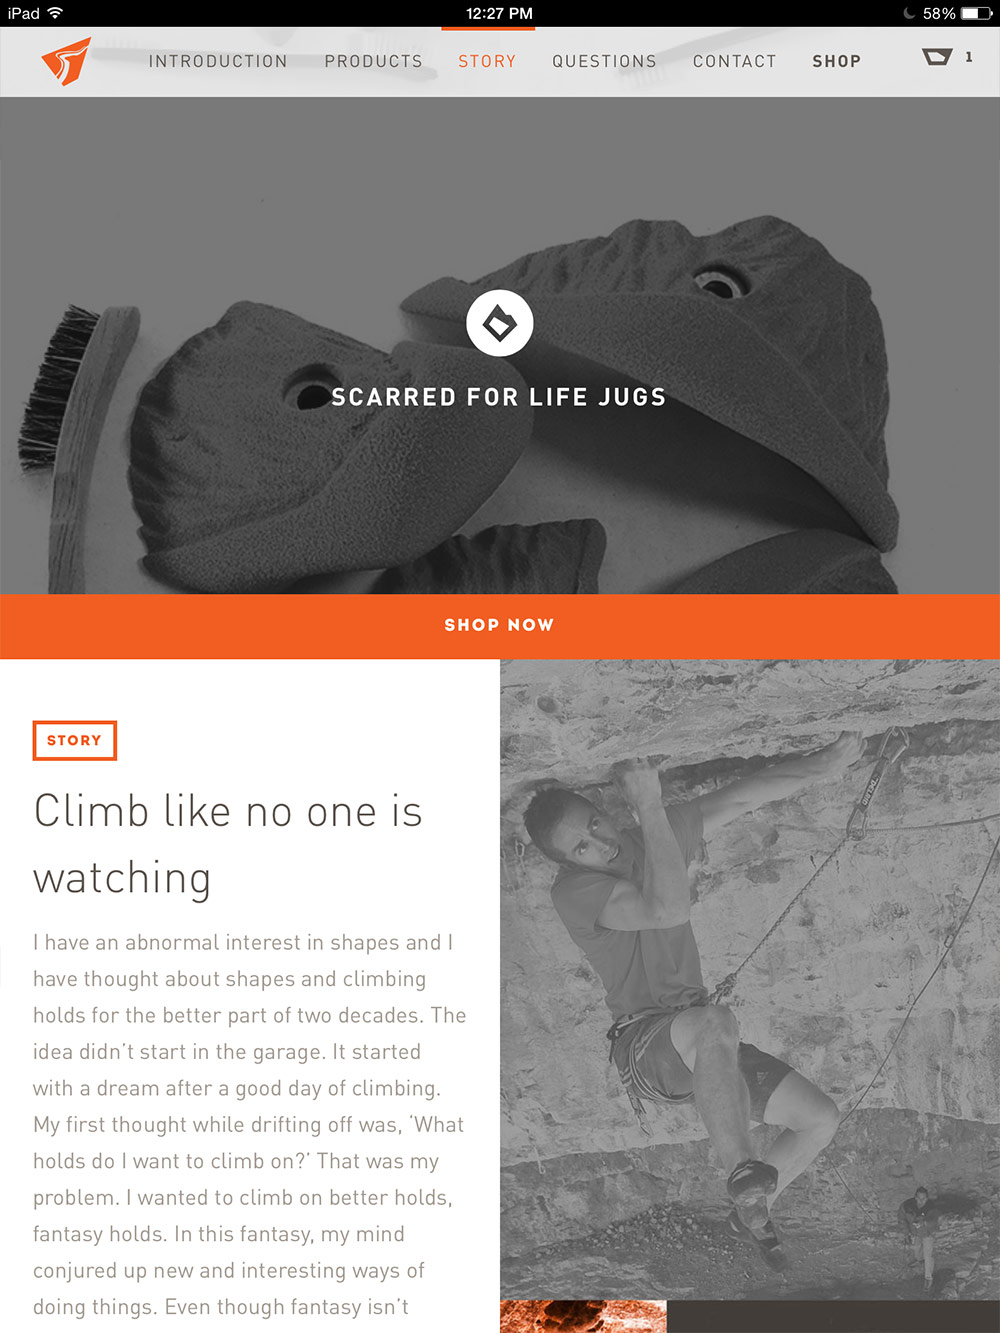 iPad 12:27 PM 58%
INTRODUCTION PRODUCTS STORY QUESTIONS CONTACT SHOP 1
SCARRED FOR LIFE JUGS
SHOP NOW
STORY
Climb like no one is
watching
I have an abnormal interest in shapes and I
have thought about shapes and climbing
holds for the better part of two decades. The
idea didn't start in the garage. It started
with a dream after a good day of climbing.
My first thought while drifting off was, 'What
holds do I want to climb on?' That was my
problem. I wanted to climb on better holds,
fantasy holds. In this fantasy, my mind
conjured up new and interesting ways of
doing things. Even though fantasy isn't